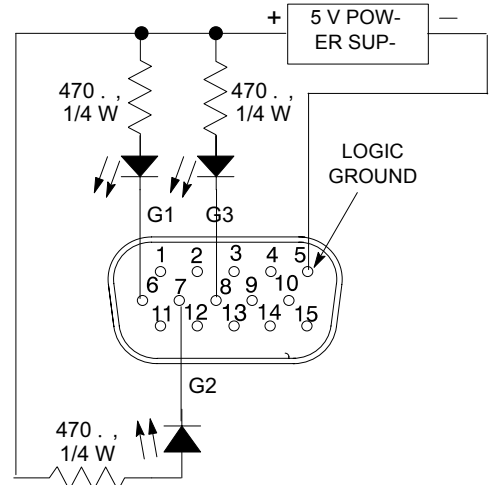 + 5 V POW- —
ER SUP-
470 . ,
1/4 W
470 . ,
1/4 W
LOGIC
GROUND
G1 G3
1 2 3 4 5
6 7 8 9 10
11 12 13 14 15
G2
470 . ,
1/4 W